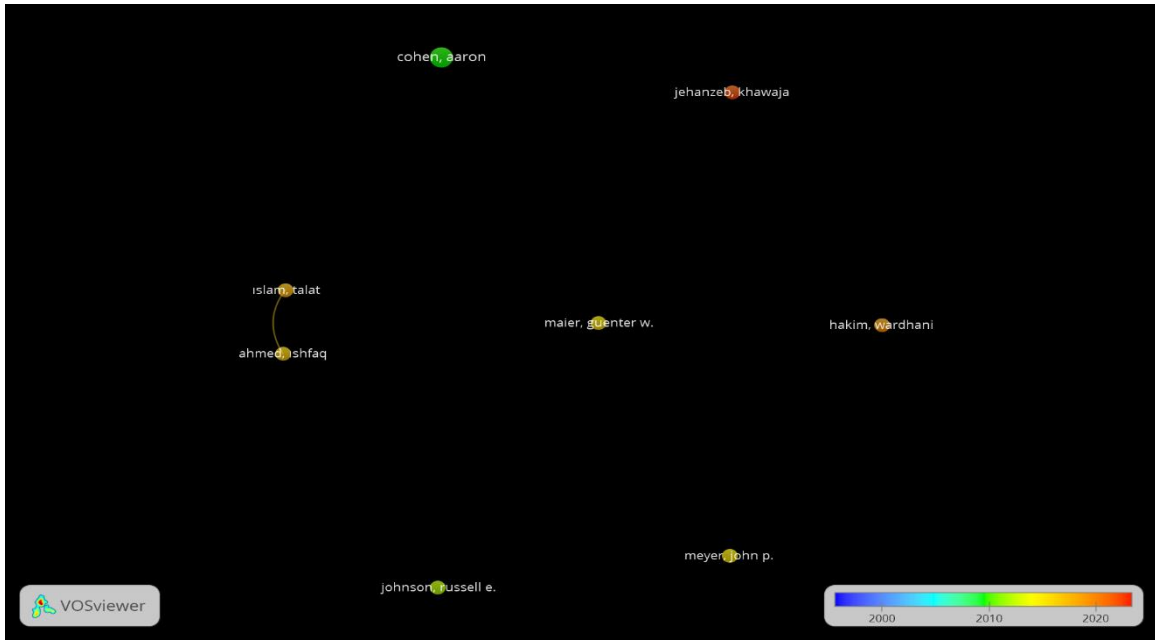 cohen, aaron
jehanzeb, khawaja
ıslam, talat
maier, guenter w.
hakim, wardhani
ahmed, ıshfaq
meyer, john p.
johnson, russell e.
VOSviewer
2000 2010 2020